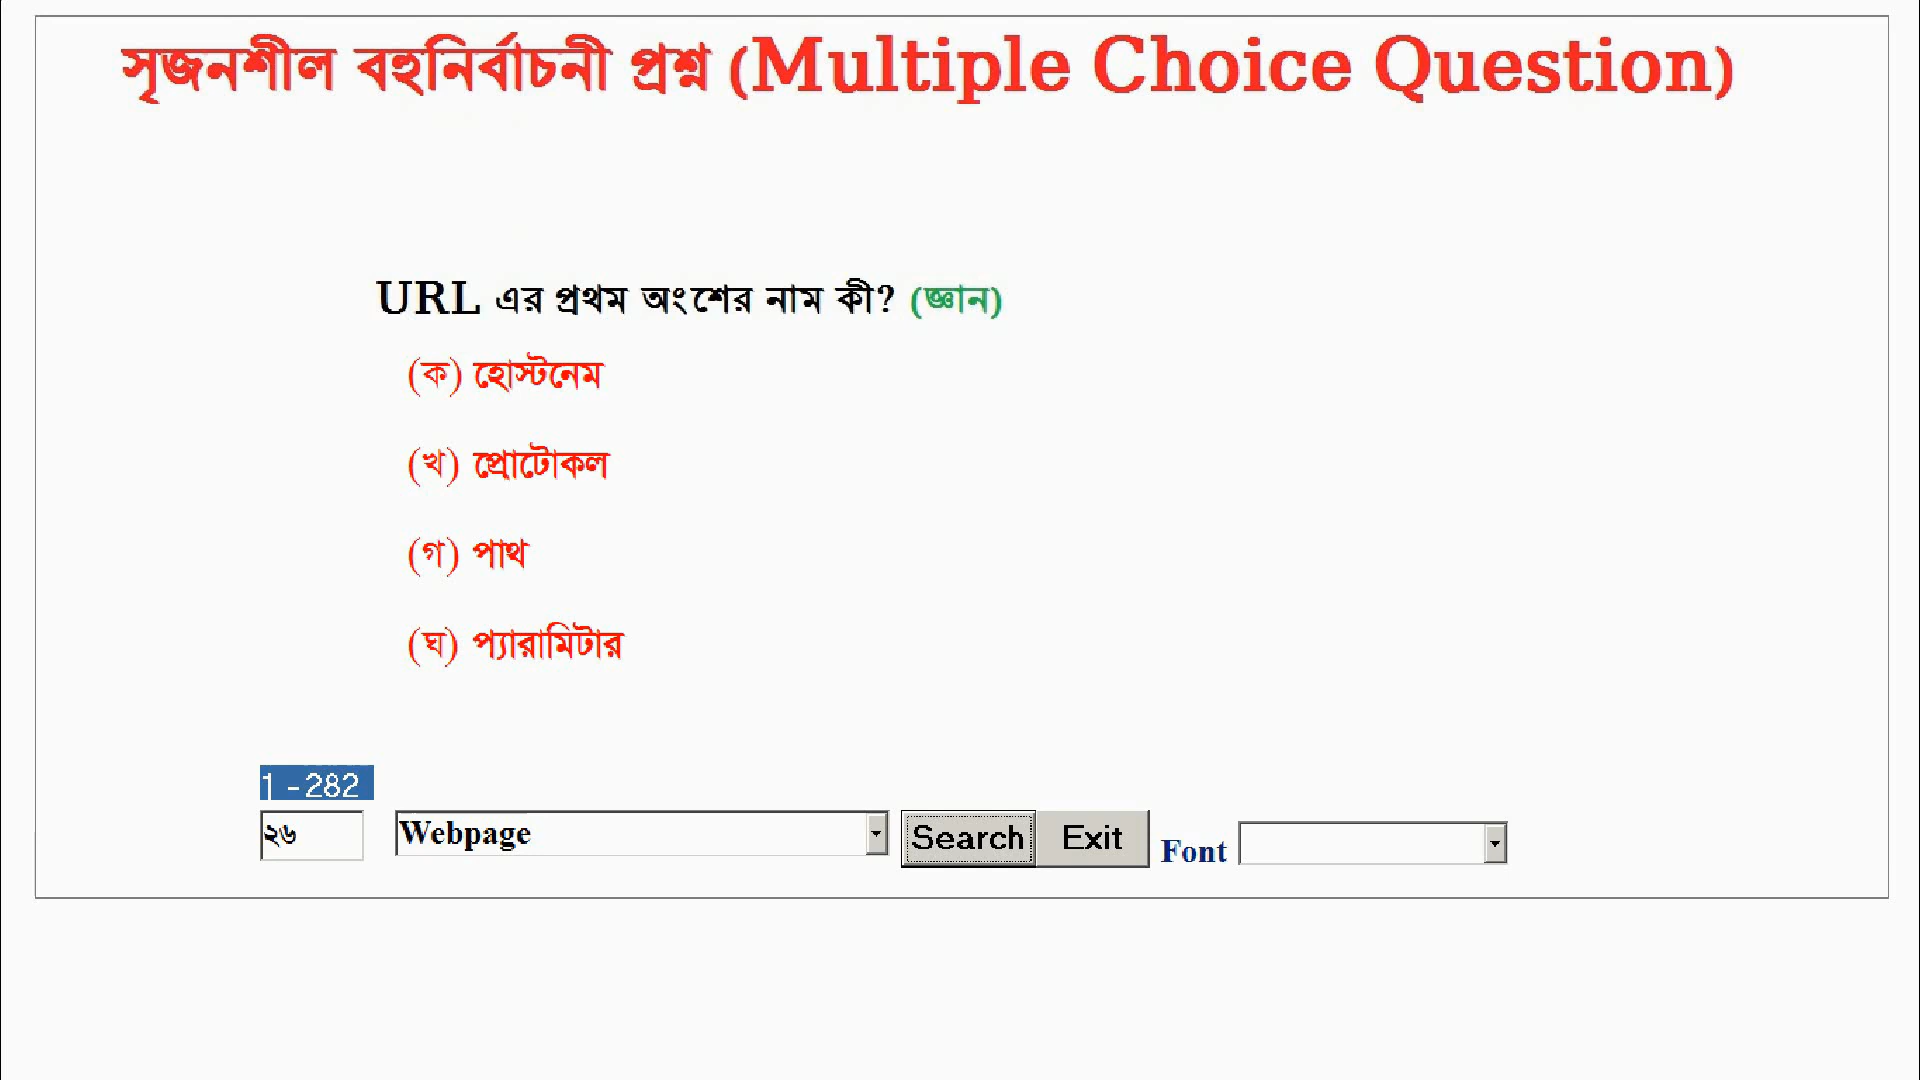 সৃজনশীল বহুনির্বাচনী প্রশ্ন (Multiple Choice Question)
URL এর প্রথম অংশের নাম কী? (জ্ঞান)
(ক) হোস্টনেম
(খ) প্রোটোকল
(গ) পাথ
(ঘ) প্যারামিটার
1 -282
২৬ Webpage Search Exit Font